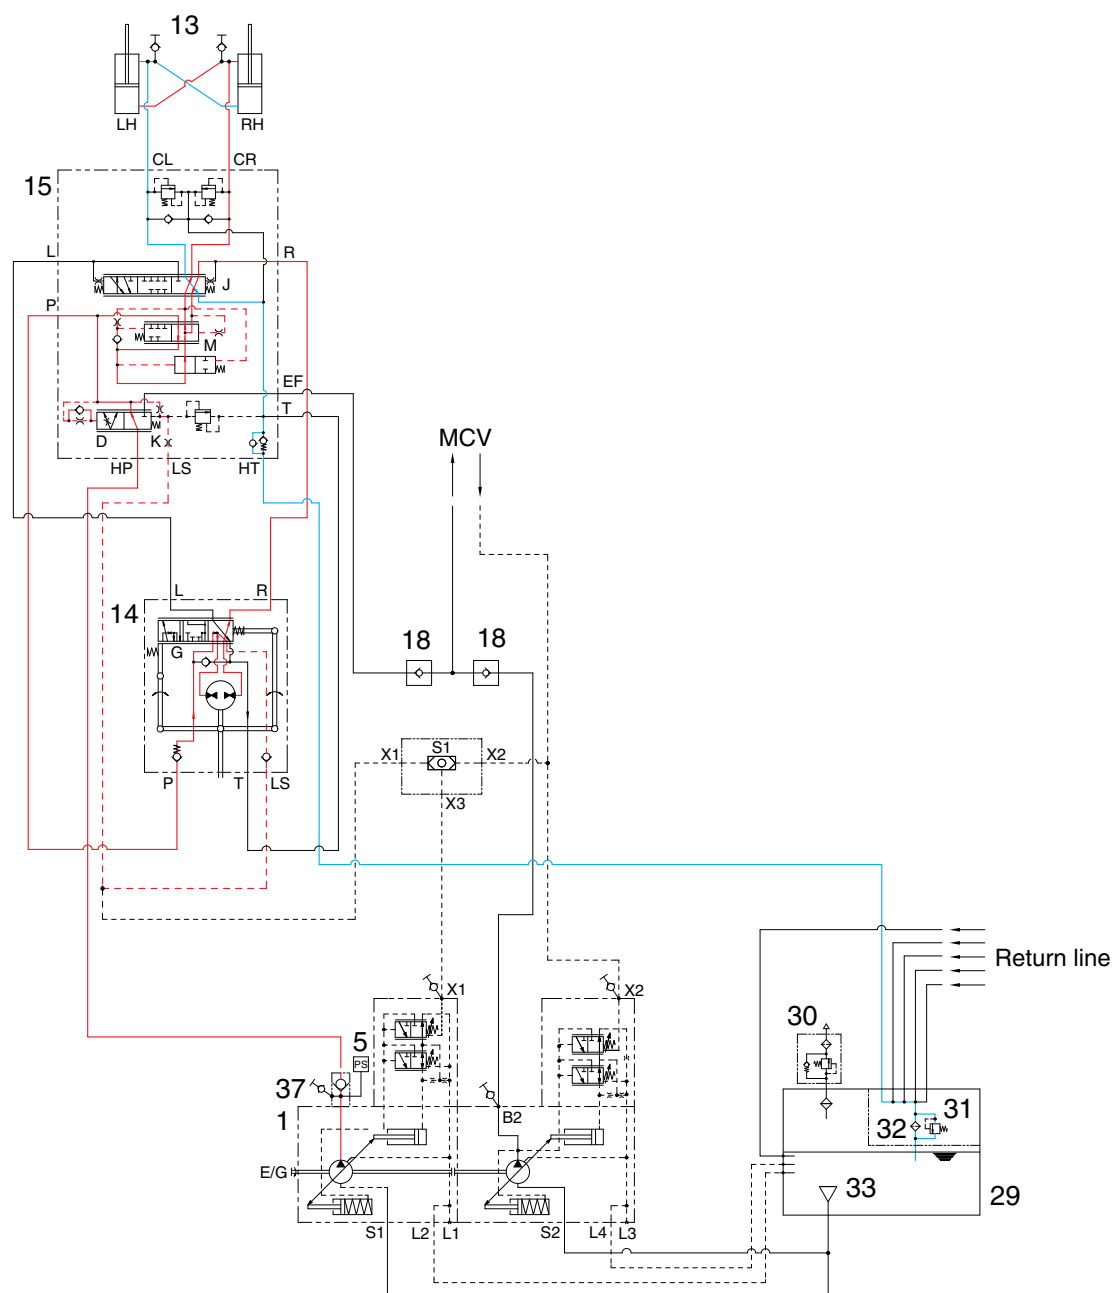 13
LH RH
CL CR
15
L R
J
P
M
EF
T
D K
HP LS HT
MCV
L R
14
18 18
G
S1
X1 X2
P T LS
X3
Return line
X1 X2
30
5
PS
37
31
1
B2
32
E/G
33
29
S1 L2 L1 S2 L4 L3